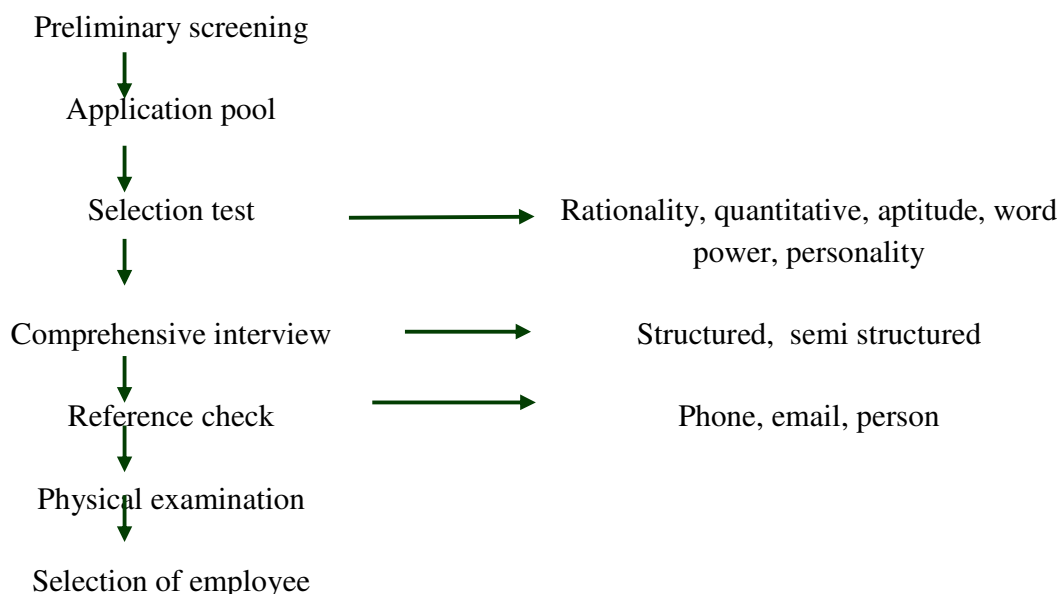 Preliminary screening
Application pool
Selection test
Rationality, quantitative, aptitude, word
power, personality
Comprehensive interview
Structured, semi structured
Reference check
Phone, email, person
Physical examination
Selection of employee